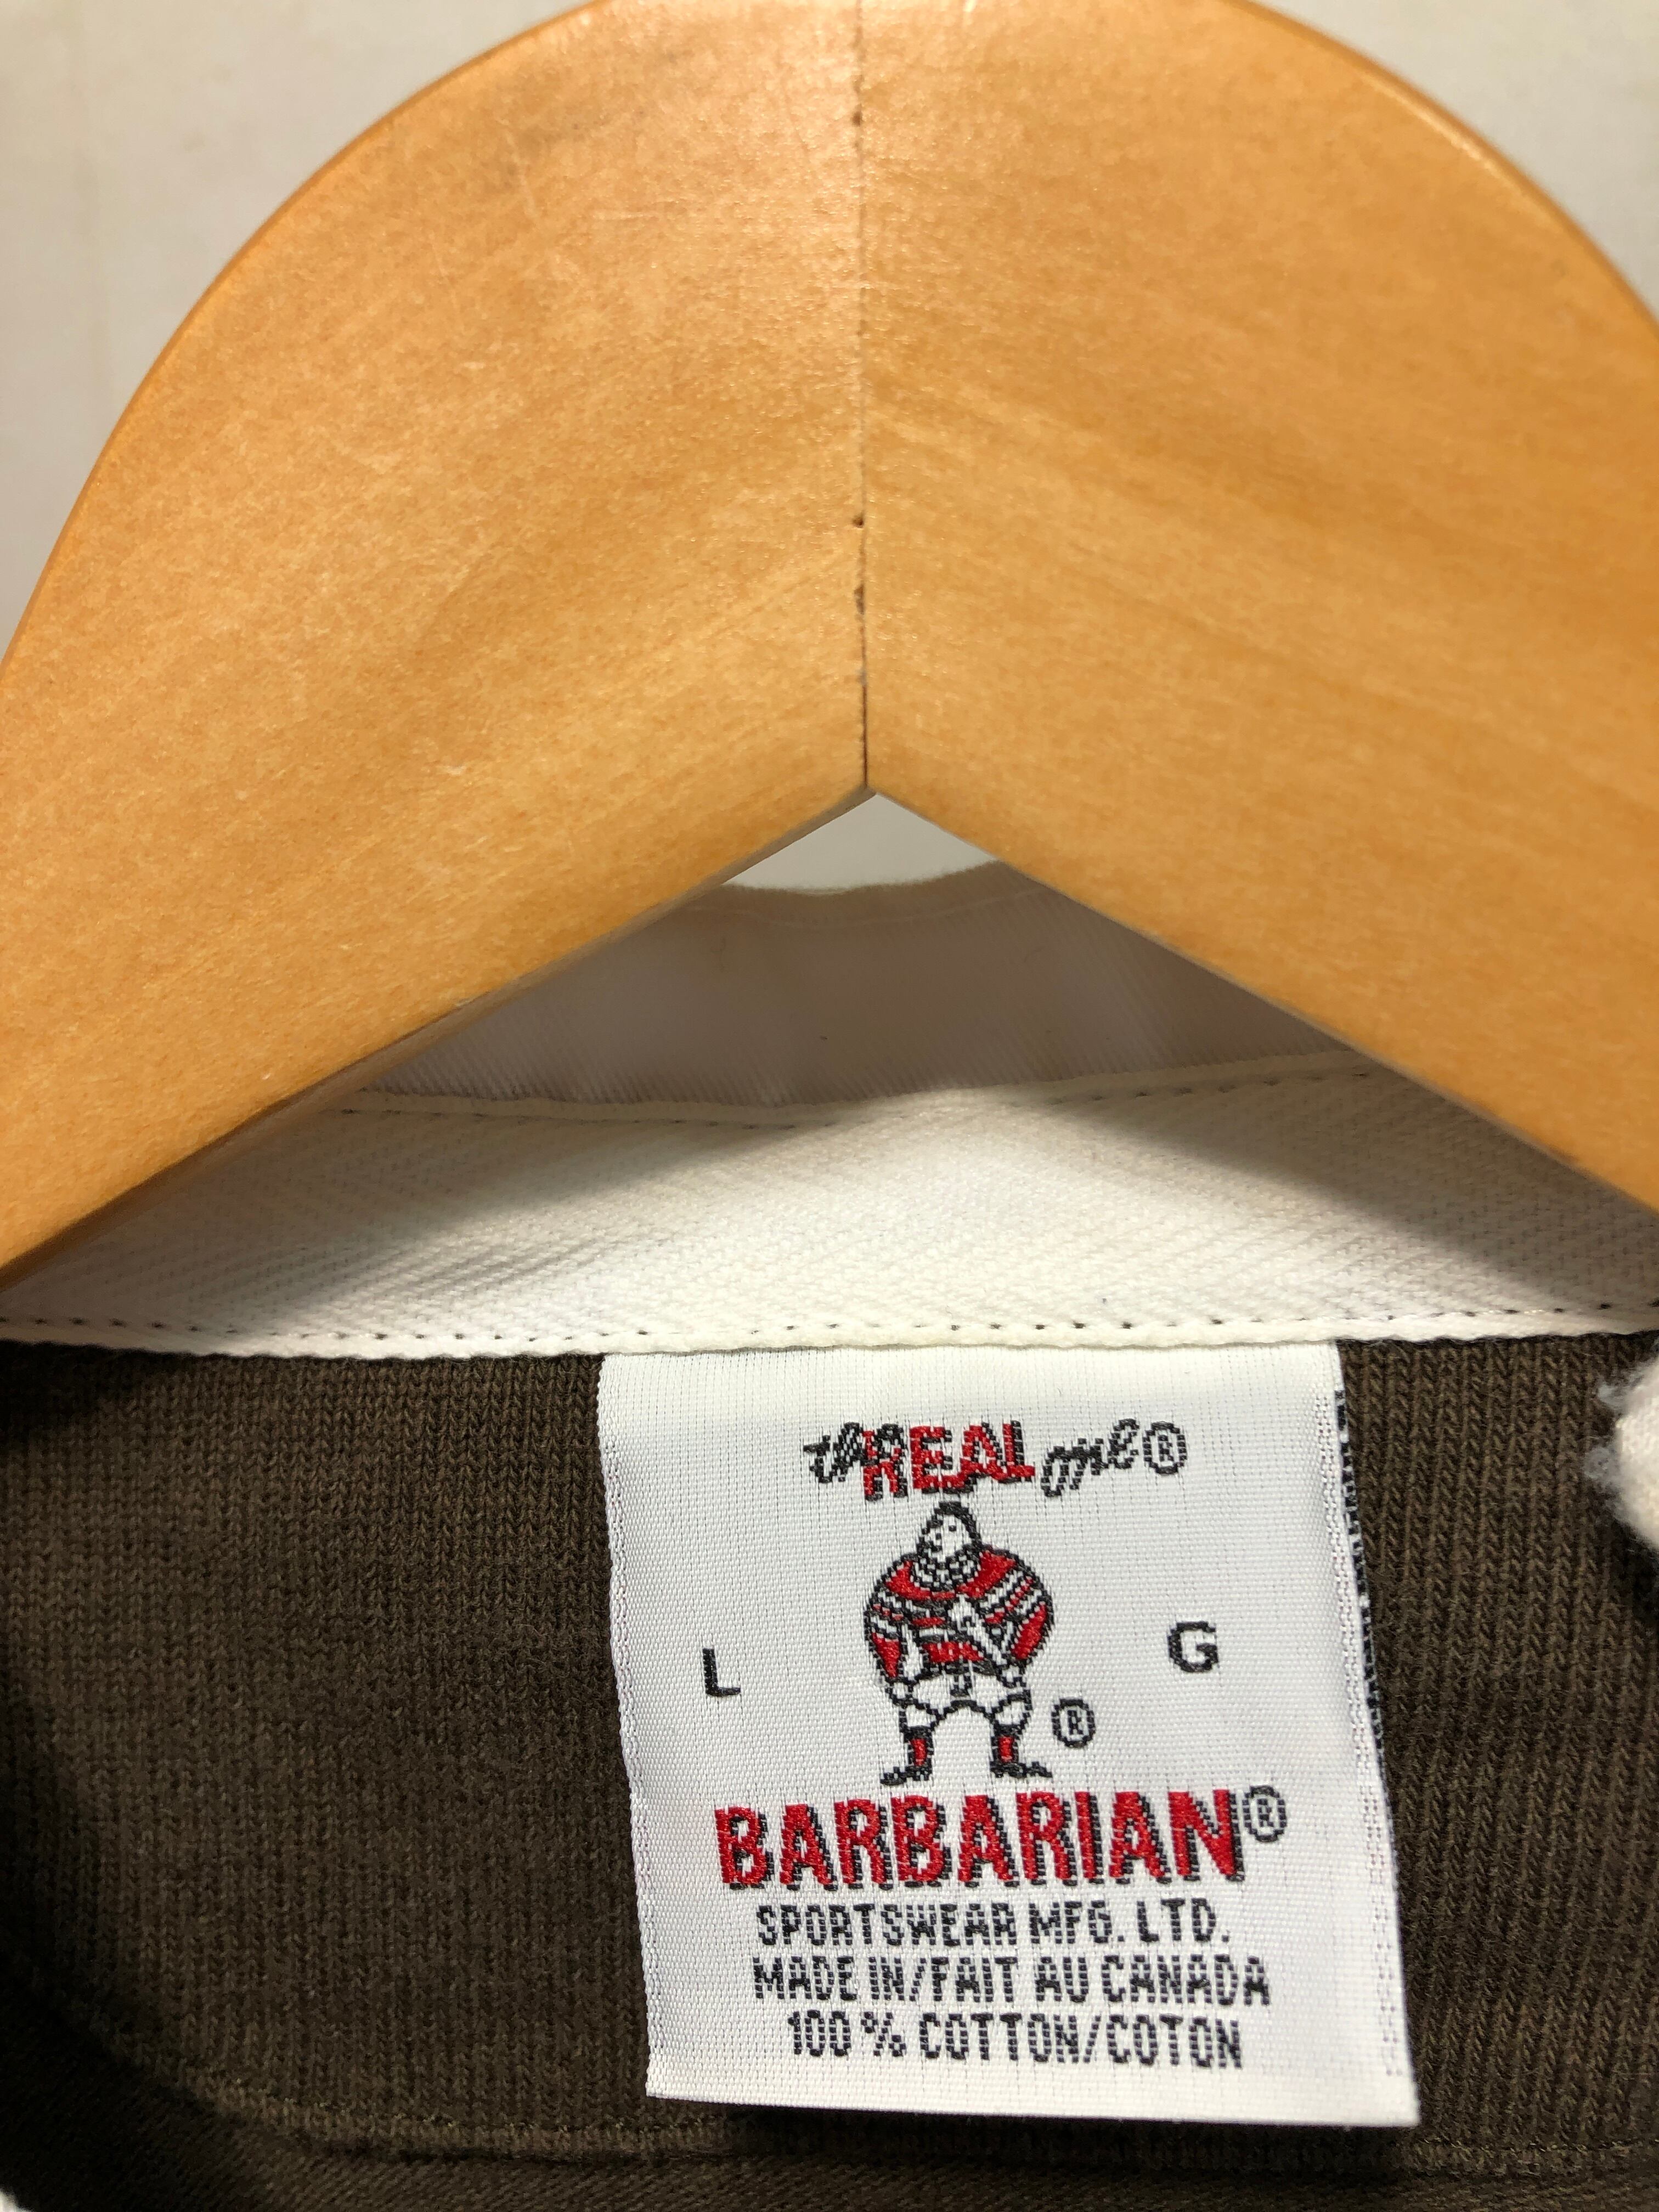 the REAL one®
L G
®
BARBARIAN®
SPORTSWEAR MFG. LTD.
MADE IN/FAIT AU CANADA
100 % COTTON/COTON